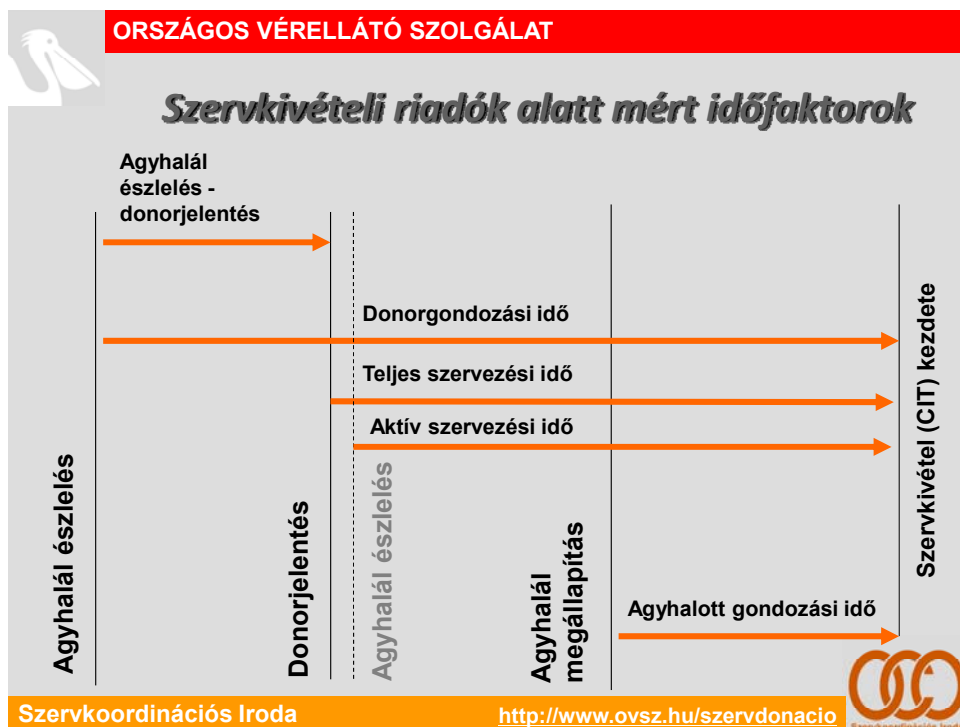 ORSZÁGOS VÉRELLÁTÓ SZOLGÁLAT
Szervkivételi riadók alatt mért időfaktorok
Agyhalál
észlelés -
donorjelentés
Donorgondozási idő
Teljes szervezési idő
Aktív szervezési idő
Agyhalál észlelés
Donorjelentés
Agyhalál észlelés
Agyhalál
megállapítás
Agyhalott gondozási idő
Szervkivétel (CIT) kezdete
Szervkoordinációs Iroda
http://www.ovsz.hu/szervdonacio
Szervkoordinációs Iroda